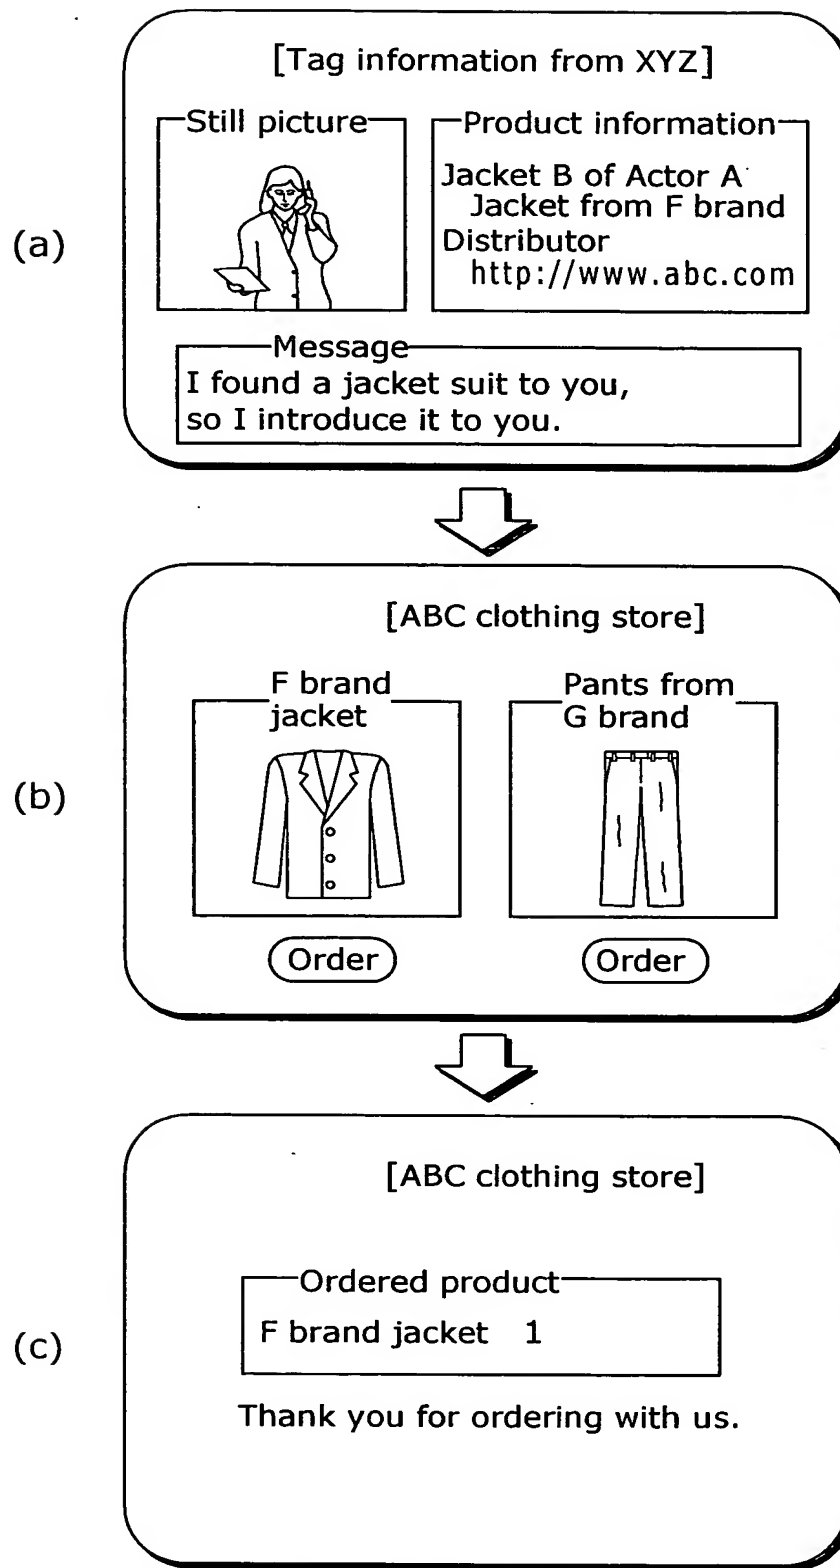 [Tag information from XYZ]
Still picture
Product information
Jacket B of Actor A
Jacket from F brand
Distributor
http://www.abc.com
(a)
Message
I found a jacket suit to you,
so I introduce it to you.
[ABC clothing store]
F brand
jacket
Pants from
G brand
(b)
Order
Order
[ABC clothing store]
Ordered product
F brand jacket 1
(c)
Thank you for ordering with us.